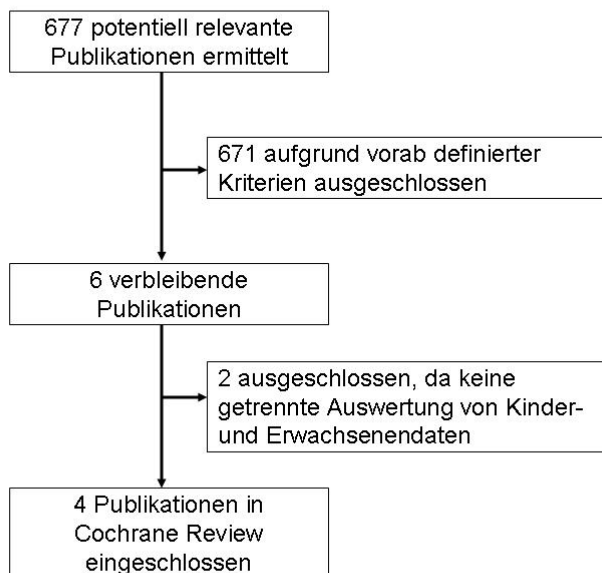 677 potentiell relevante
Publikationen ermittelt
671 aufgrund vorab definierter
Kriterien ausgeschlossen
6 verbleibende
Publikationen
2 ausgeschlossen, da keine
getrennte Auswertung von Kinder-
und Erwachsenendaten
4 Publikationen in
Cochrane Review
eingeschlossen